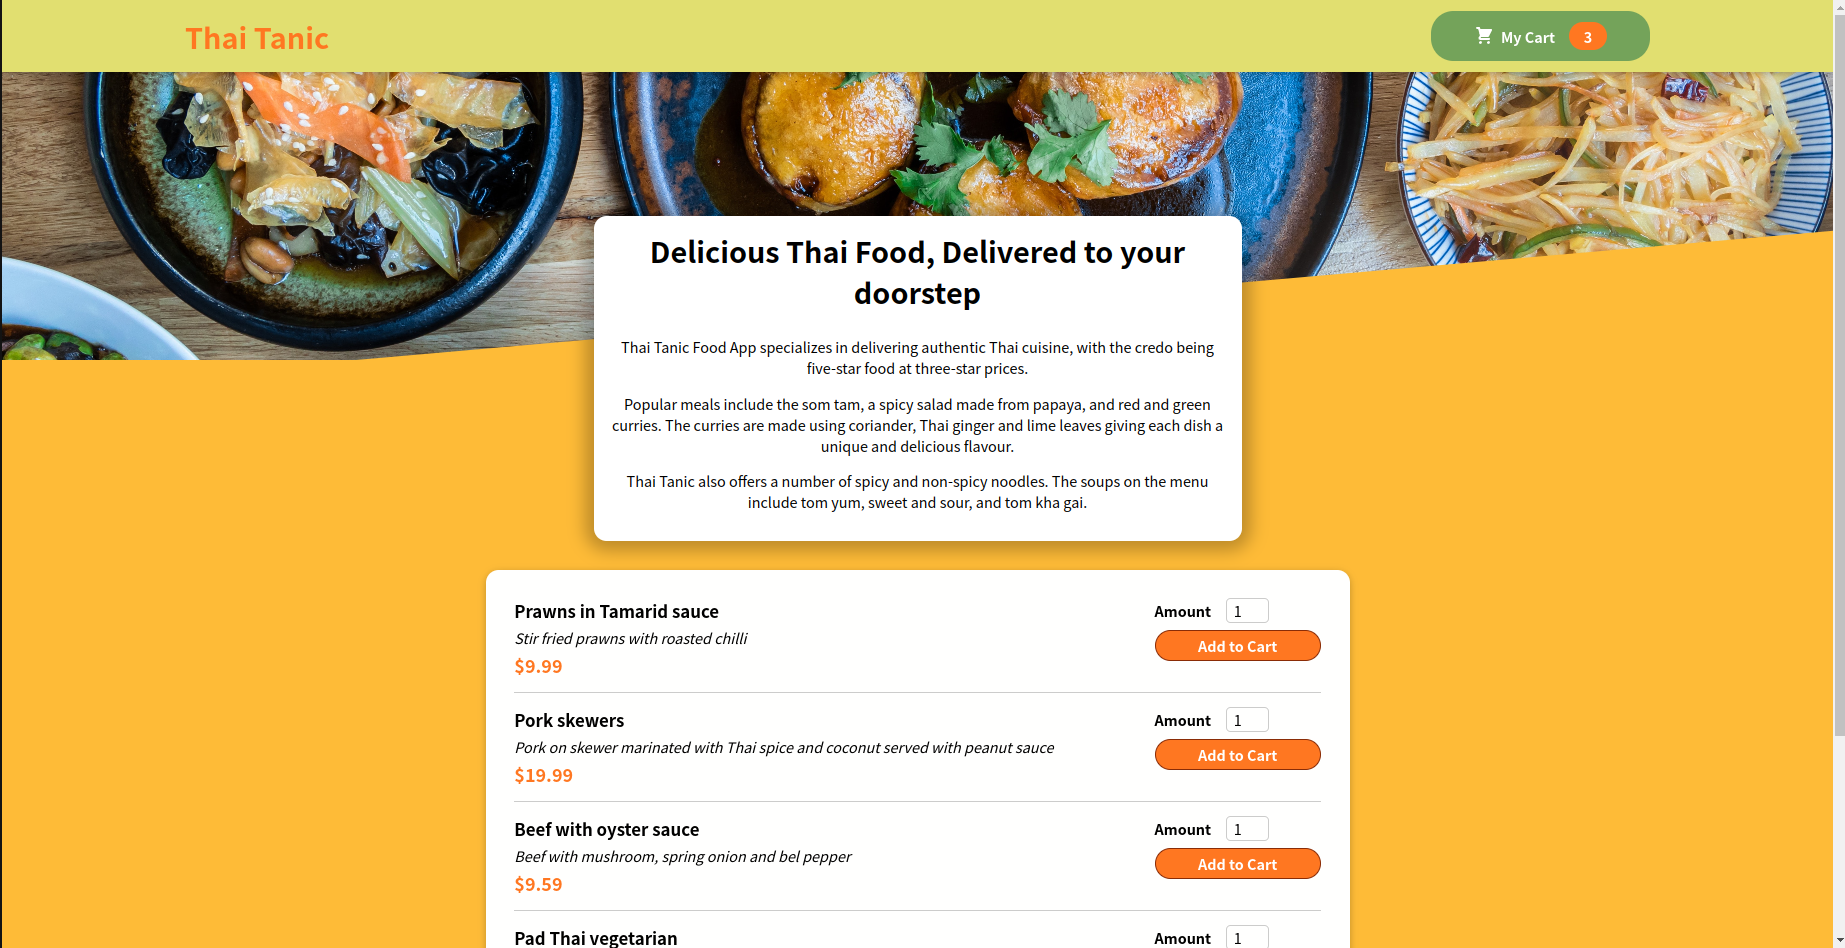 Thai Tanic
My Cart 3
Delicious Thai Food, Delivered to your
doorstep
Thai Tanic Food App specializes in delivering authentic Thai cuisine, with the credo being
five-star food at three-star prices.
Popular meals include the som tam, a spicy salad made from papaya, and red and green
curries. The curries are made using coriander, Thai ginger and lime leaves giving each dish a
unique and delicious flavour.
Thai Tanic also offers a number of spicy and non-spicy noodles. The soups on the menu
include tom yum, sweet and sour, and tom kha gai.
Prawns in Tamarid sauce
Stir fried prawns with roasted chilli
$9.99
Amount 1
Add to Cart
Pork skewers
Pork on skewer marinated with Thai spice and coconut served with peanut sauce
$19.99
Amount 1
Add to Cart
Beef with oyster sauce
Beef with mushroom, spring onion and bel pepper
$9.59
Amount 1
Add to Cart
Pad Thai vegetarian
Amount 1